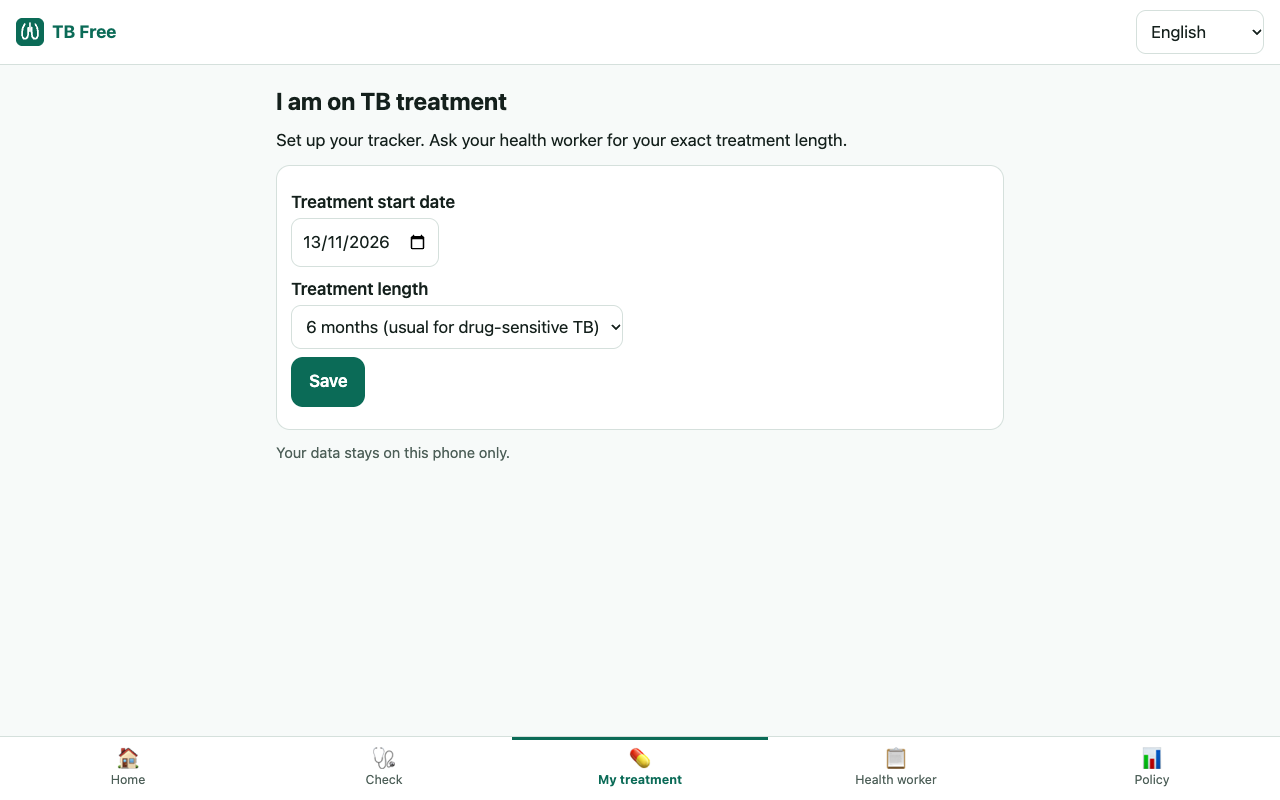 TB Free
English
I am on TB treatment
Set up your tracker. Ask your health worker for your exact treatment length.
Treatment start date
13/11/2026
Treatment length
6 months (usual for drug-sensitive TB)
Save
Your data stays on this phone only.
Home
Check
My treatment
Health worker
Policy